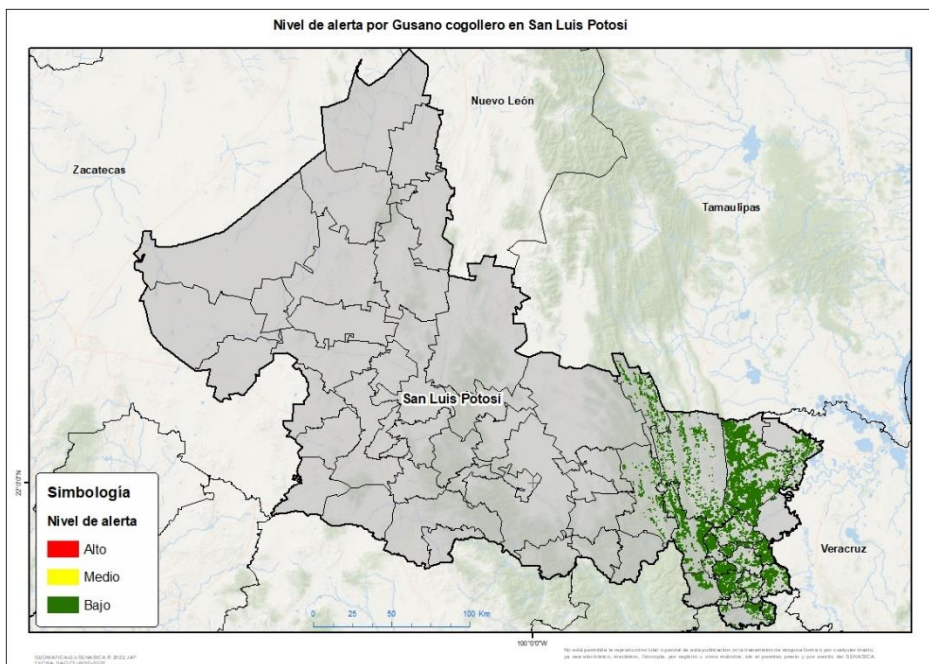 Nivel de alerta por Gusano cogollero en San Luis Potosí
Nuevo León
Zacatecas
Tamaulipas
San Luis Potosí
22°0'0"N
Simbología
Nivel de alerta
Alto
Medio
Bajo
Veracruz
0 25 50 100 Km
100°0'0"W